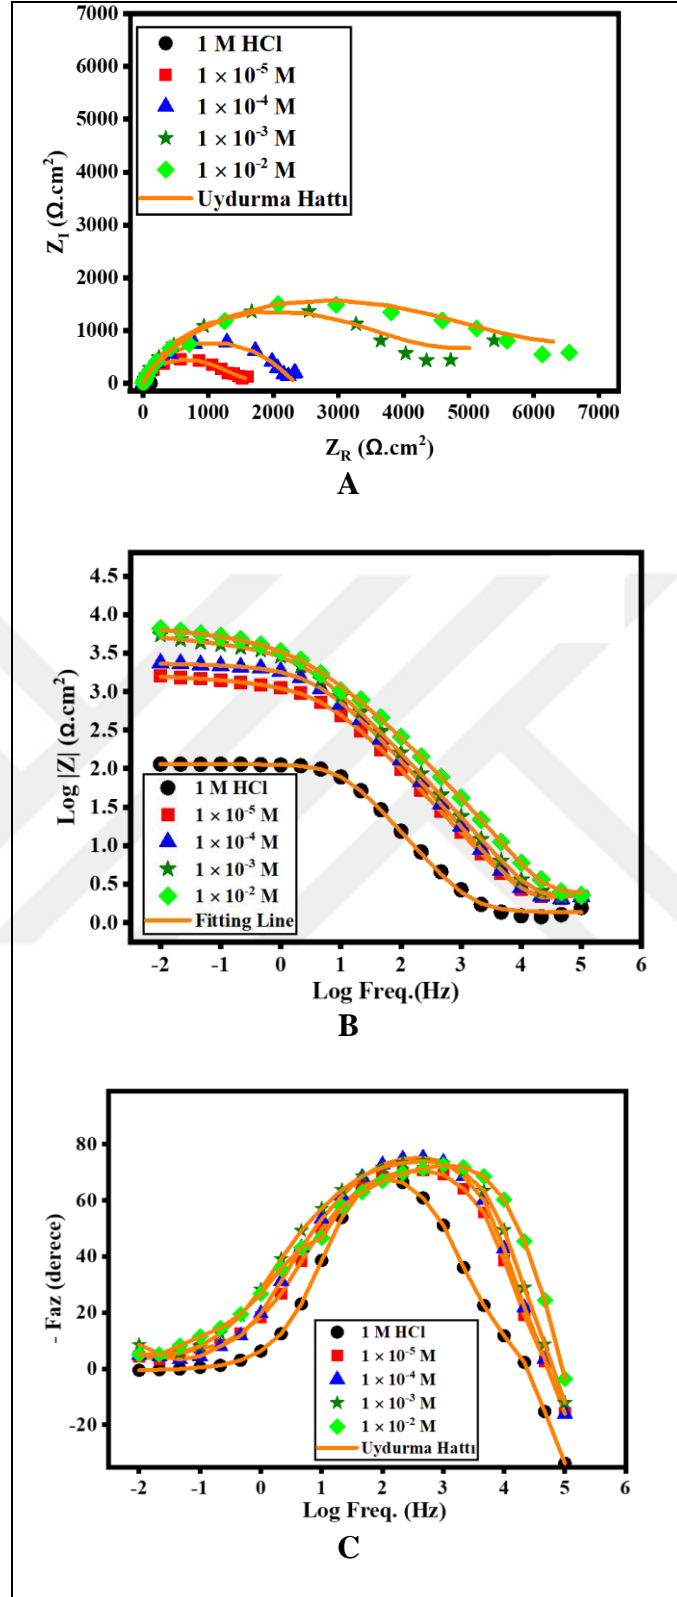 7000
6000
5000
4000
3000
2000
1000
0
Z_I (Ω.cm²)
1 M HCl
1 × 10⁻⁵ M
1 × 10⁻⁴ M
1 × 10⁻³ M
1 × 10⁻² M
Uydurma Hattı
0 1000 2000 3000 4000 5000 6000 7000
Z_R (Ω.cm²)
A
4.5
4.0
3.5
3.0
2.5
2.0
1.5
1.0
0.5
0.0
Log |Z| (Ω.cm²)
1 M HCl
1 × 10⁻⁵ M
1 × 10⁻⁴ M
1 × 10⁻³ M
1 × 10⁻² M
Fitting Line
-2 -1 0 1 2 3 4 5 6
Log Freq.(Hz)
B
80
60
40
20
0
-20
- Faz (derece)
1 M HCl
1 × 10⁻⁵ M
1 × 10⁻⁴ M
1 × 10⁻³ M
1 × 10⁻² M
Uydurma Hattı
-2 -1 0 1 2 3 4 5 6
Log Freq. (Hz)
C